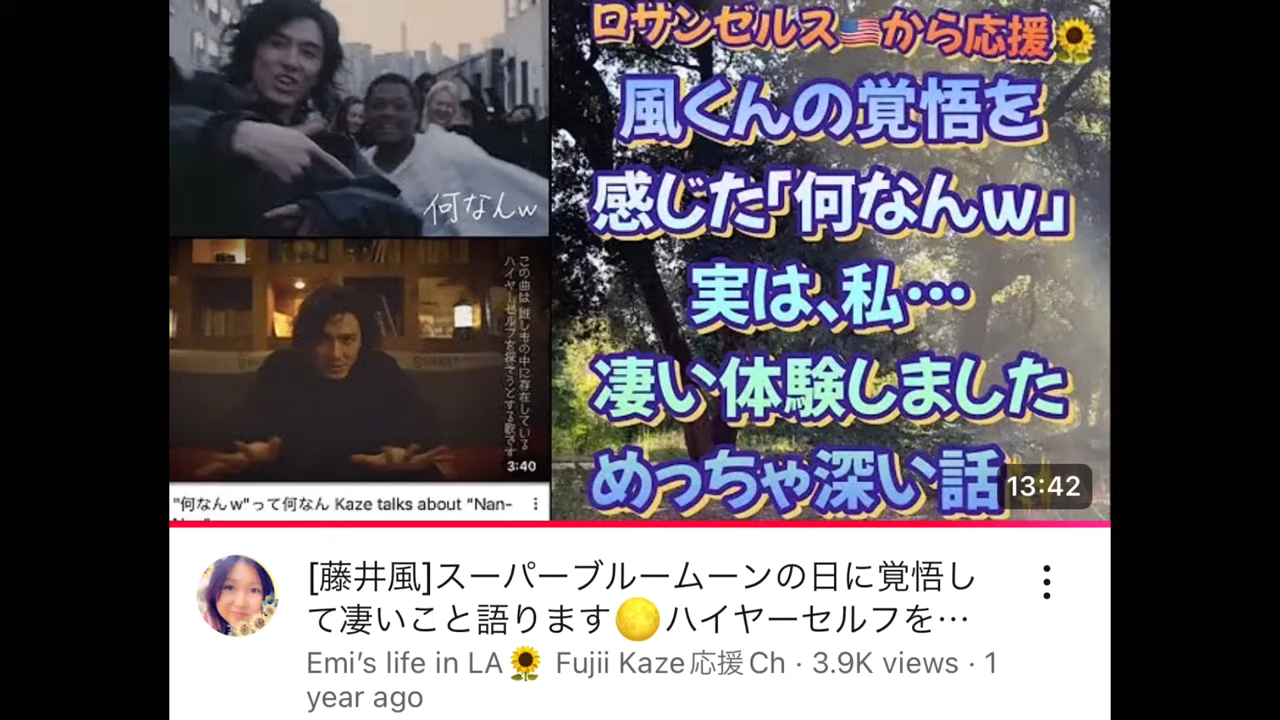 何なんw
この曲は 誰しもの中に存在している
ハイヤーセルフを探そうとする歌です
3:40
"何なんw"って何なん Kaze talks about "Nan-
ロサンゼルス🇺🇸から応援🌻
風くんの覚悟を
感じた「何なんw」
実は、私…
凄い体験しました
めっちゃ深い話
13:42
[藤井風]スーパーブルームーンの日に覚悟し
て凄いこと語ります🌕ハイヤーセルフを…
Emi's life in LA🌻 Fujii Kaze応援Ch · 3.9K views · 1
year ago